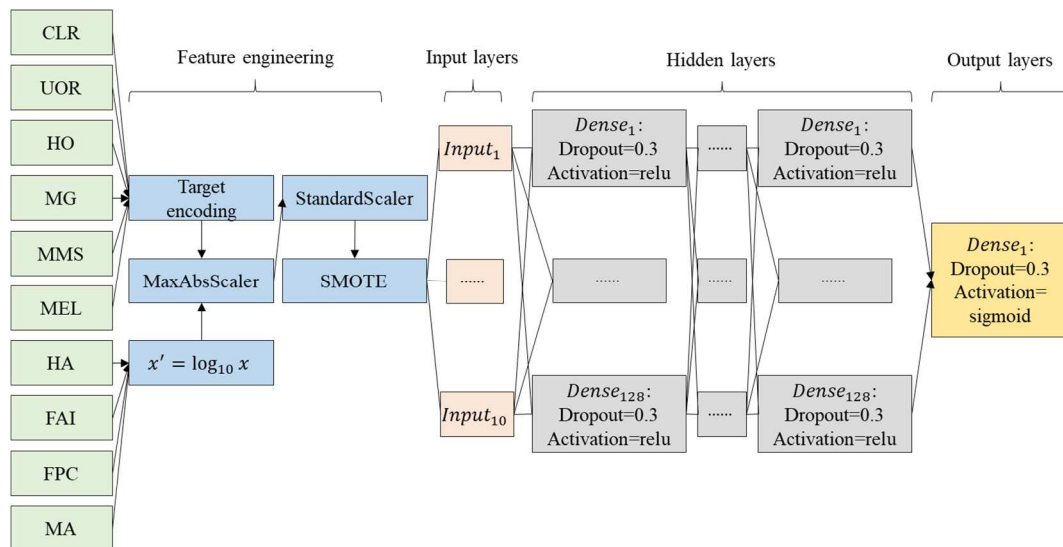 CLR
UOR
HO
MG
MMS
MEL
HA
FAI
FPC
MA
Feature engineering
Target
encoding
MaxAbsScaler
x′ = log₁₀ x
StandardScaler
SMOTE
Input layers
Input₁
......
Input₁₀
Hidden layers
Dense₁:
Dropout=0.3
Activation=relu
......
Dense₁₂₈:
Dropout=0.3
Activation=relu
......
......
......
Dense₁:
Dropout=0.3
Activation=relu
......
Dense₁₂₈:
Dropout=0.3
Activation=relu
Output layers
Dense₁:
Dropout=0.3
Activation=
sigmoid